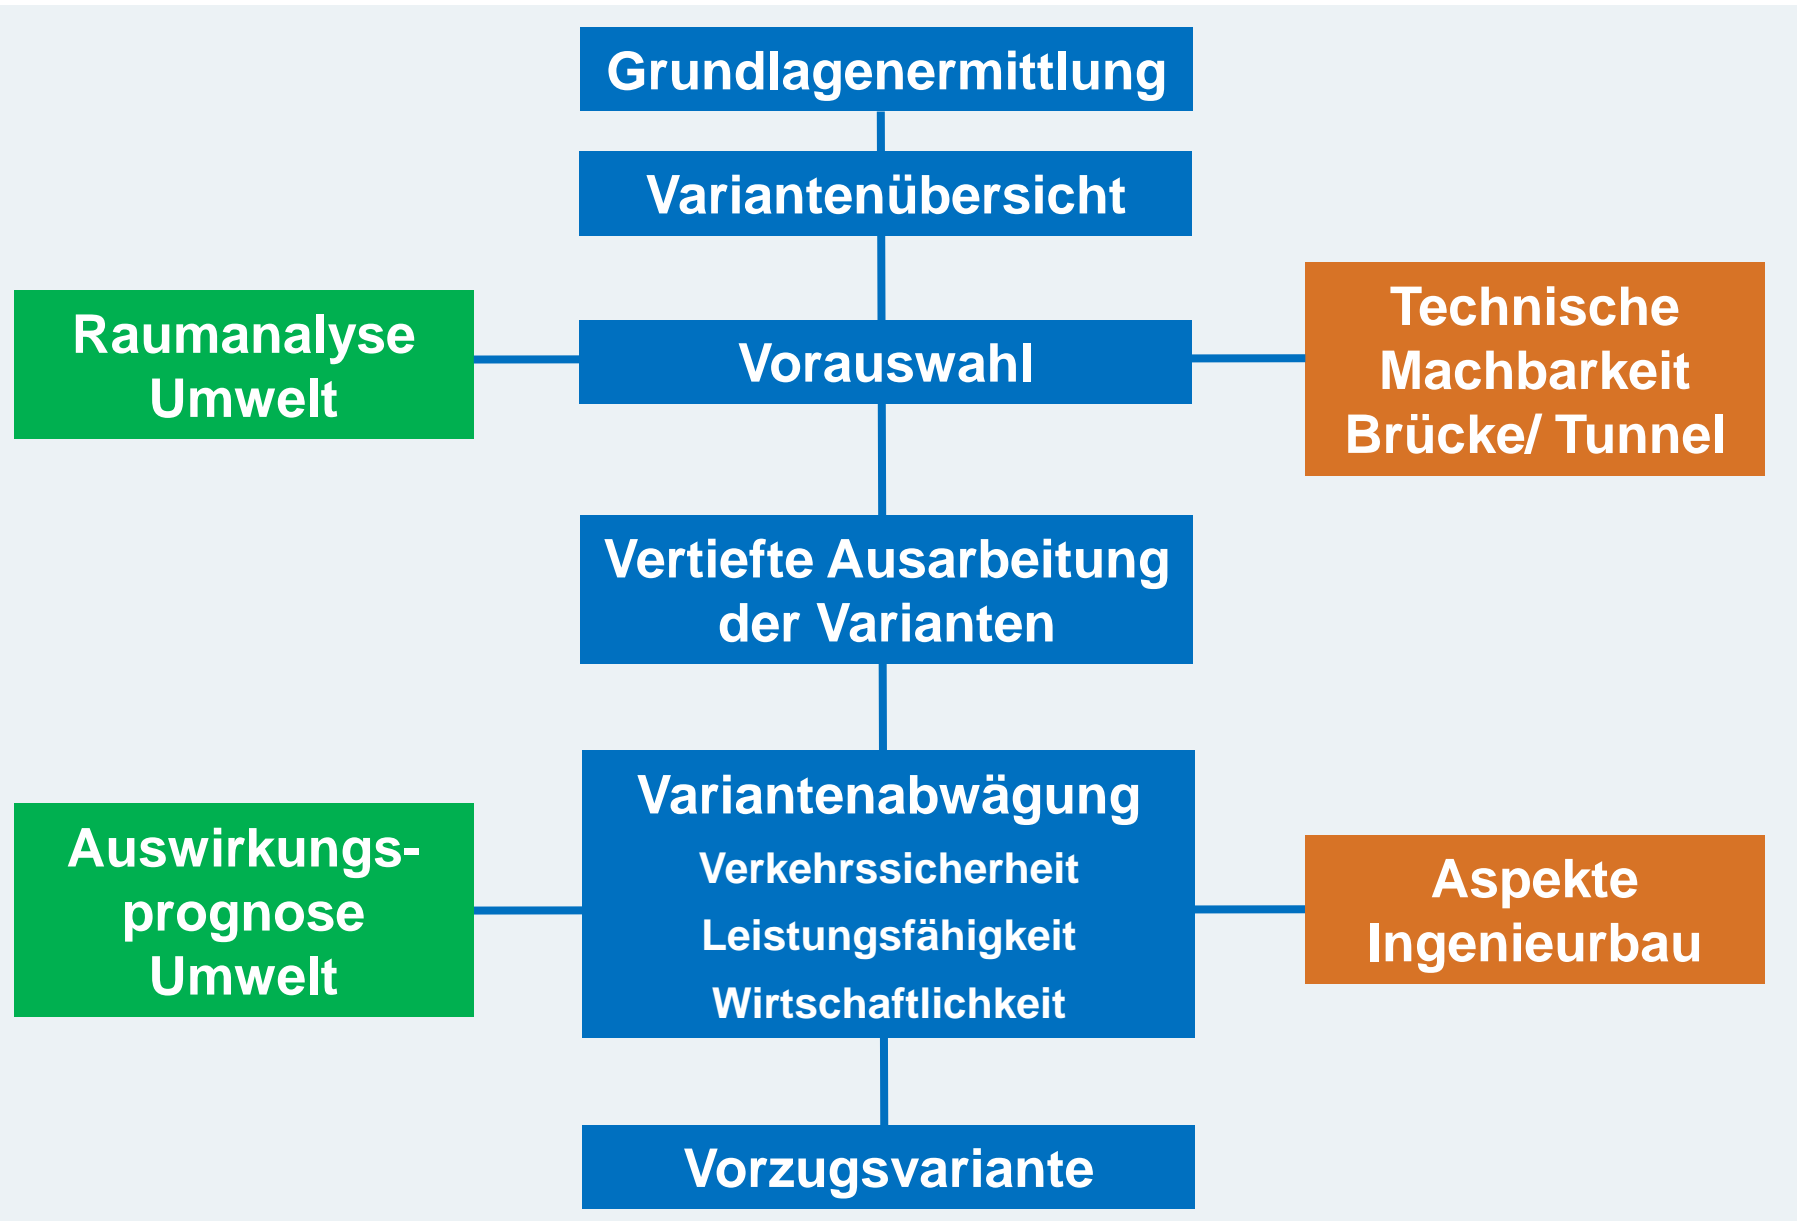 Grundlagenermittlung
Variantenübersicht
Raumanalyse
Umwelt
Vorauswahl
Technische
Machbarkeit
Brücke/ Tunnel
Vertiefte Ausarbeitung
der Varianten
Auswirkungs-
prognose
Umwelt
Variantenabwägung
Verkehrssicherheit
Leistungsfähigkeit
Wirtschaftlichkeit
Aspekte
Ingenieurbau
Vorzugsvariante